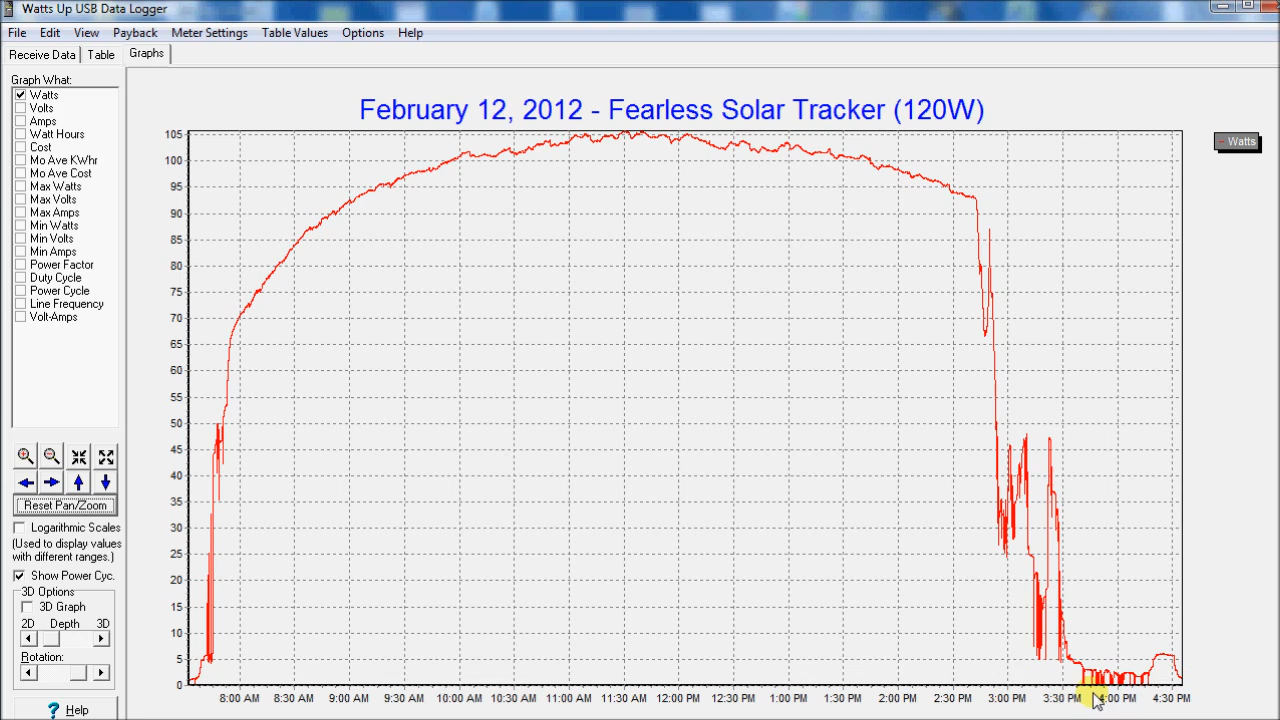 Watts Up USB Data Logger
File Edit View Payback Meter Settings Table Values Options Help
Receive Data Table Graphs
Graph What:
Watts
Volts
Amps
Watt Hours
Cost
Mo Ave KWhr
Mo Ave Cost
Max Watts
Max Volts
Max Amps
Min Watts
Min Volts
Min Amps
Power Factor
Duty Cycle
Power Cycle
Line Frequency
Volt-Amps
Reset Pan/Zoom
Logarithmic Scales
(Used to display values
with different ranges.)
Show Power Cyc.
3D Options
3D Graph
2D Depth 3D
Rotation:
Help
February 12, 2012 - Fearless Solar Tracker (120W)
105
100
95
90
85
80
75
70
65
60
55
50
45
40
35
30
25
20
15
10
5
0
8:00 AM 8:30 AM 9:00 AM 9:30 AM 10:00 AM 10:30 AM 11:00 AM 11:30 AM 12:00 PM 12:30 PM 1:00 PM 1:30 PM 2:00 PM 2:30 PM 3:00 PM 3:30 PM 4:00 PM 4:30 PM
Watts